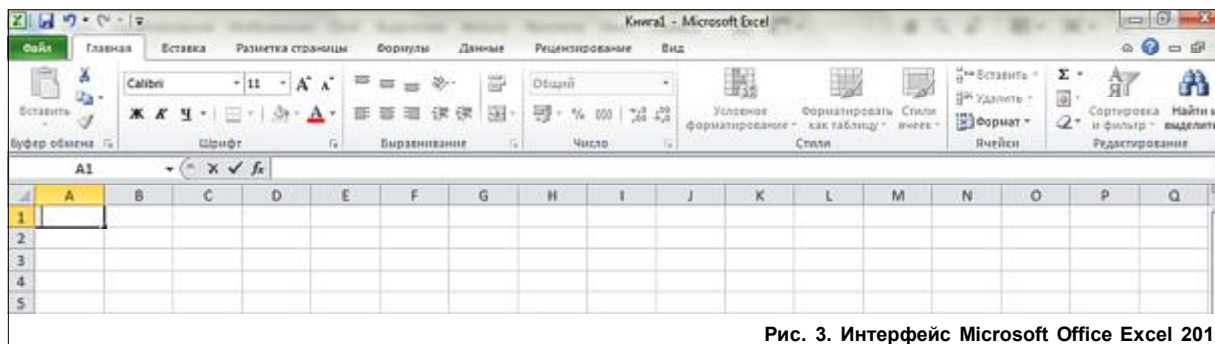 Книга1 - Microsoft Excel
Файл Главная Вставка Разметка страницы Формулы Данные Рецензирование Вид
Calibri 11 A A Общий Вставить Σ
Вставить Ж К Ч % 000 Условное форматирование Форматировать как таблицу Стили ячеек Удалить Формат Сортировка и фильтр Найти и выделить
Буфер обмена Шрифт Выравнивание Число Стили Ячейки Редактирование
A1 fx
A B C D E F G H I J K L M N O P Q
1
2
3
4
5
Рис. 3. Интерфейс Microsoft Office Excel 201